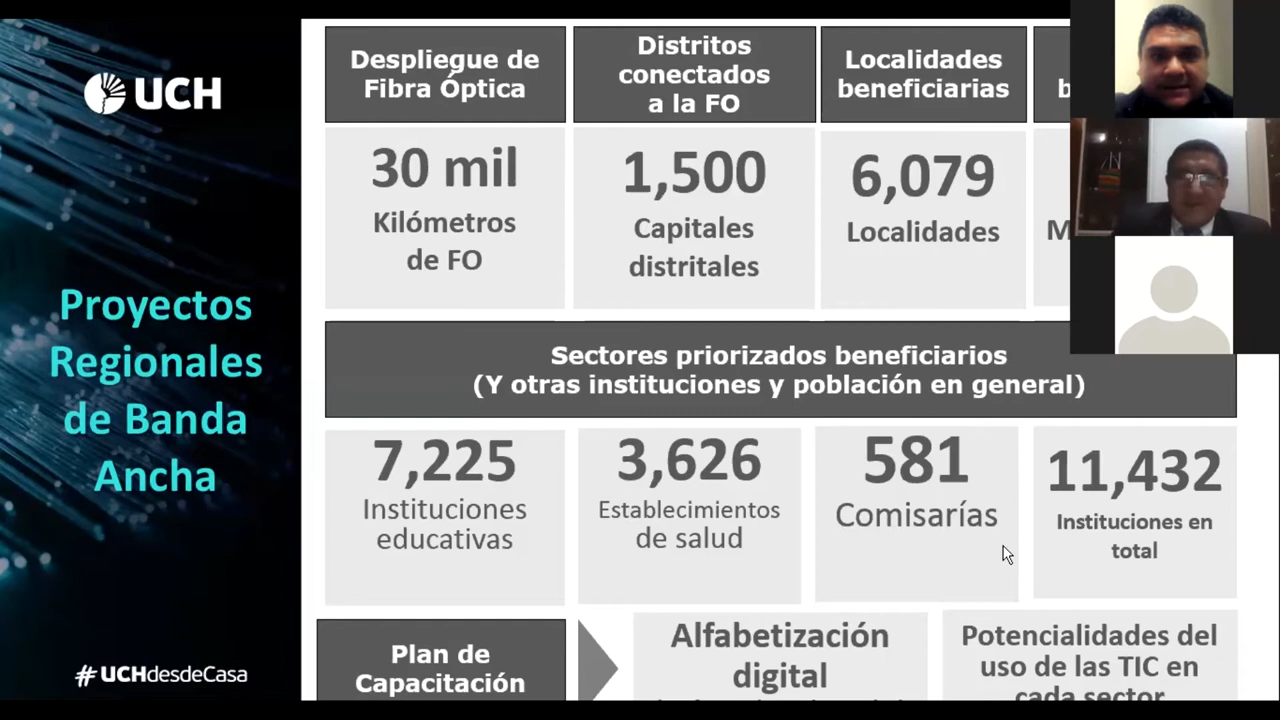 UCH
Proyectos
Regionales
de Banda
Ancha
#UCHdesdeCasa
Despliegue de
Fibra Óptica
Distritos
conectados
a la FO
Localidades
beneficiarias
30 mil
Kilómetros
de FO
1,500
Capitales
distritales
6,079
Localidades
Sectores priorizados beneficiarios
(Y otras instituciones y población en general)
7,225
Instituciones
educativas
3,626
Establecimientos
de salud
581
Comisarías
11,432
Instituciones en
total
Plan de
Capacitación
Alfabetización
digital
Potencialidades del
uso de las TIC en
cada sector